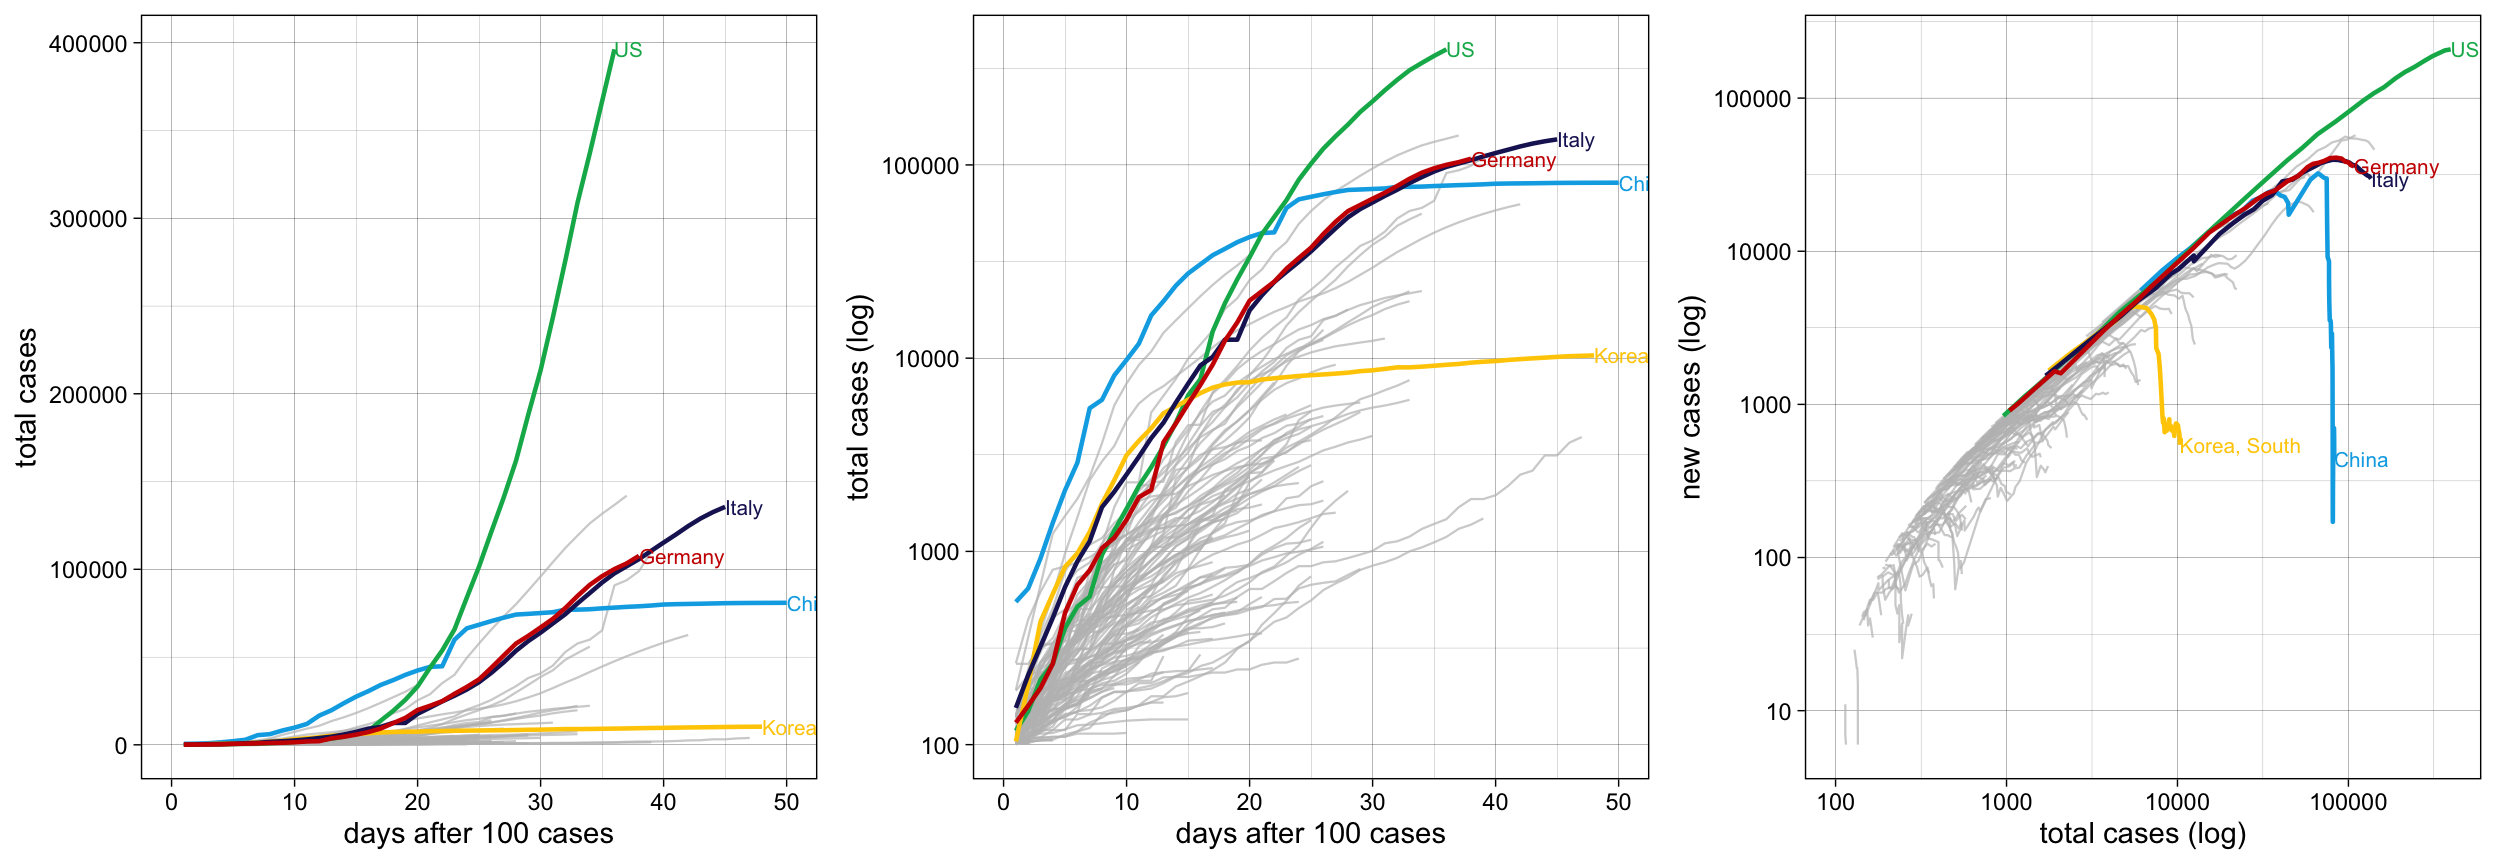 400000
300000
200000
100000
0
total cases
0 10 20 30 40 50
days after 100 cases
US
Italy
Germany
Chi
Korea
100000
10000
1000
100
total cases (log)
0 10 20 30 40 50
days after 100 cases
US
Italy
Germany
Chi
Korea
100000
10000
1000
100
10
new cases (log)
100 1000 10000 100000
total cases (log)
US
Germany
Italy
Korea, South
China